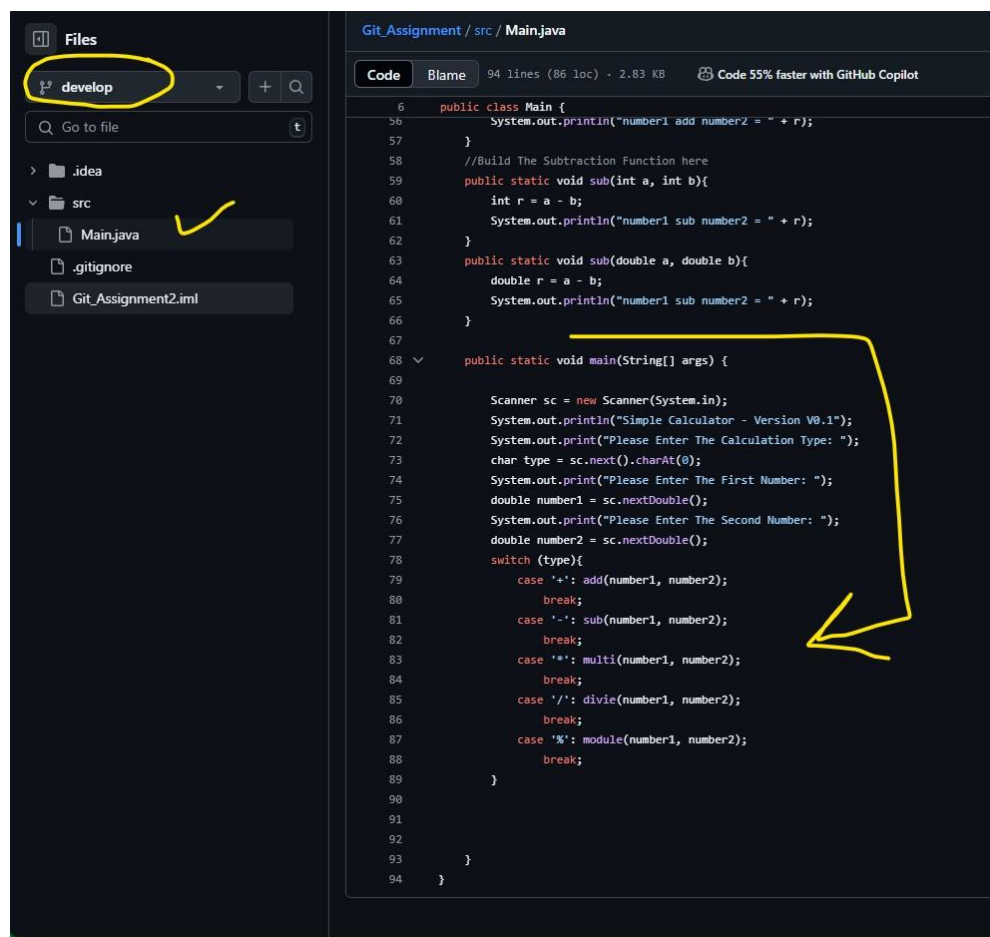 Files
develop
Go to file
t
.idea
src
Main.java
.gitignore
Git_Assignment2.iml
Git_Assignment / src / Main.java
Code Blame 94 lines (86 loc) · 2.83 KB Code 55% faster with GitHub Copilot
6 public class Main {
56 System.out.println("number1 add number2 = " + r);
57 }
58 //Build The Subtraction Function here
59 public static void sub(int a, int b){
60 int r = a - b;
61 System.out.println("number1 sub number2 = " + r);
62 }
63 public static void sub(double a, double b){
64 double r = a - b;
65 System.out.println("number1 sub number2 = " + r);
66 }
67
68 public static void main(String[] args) {
69
70 Scanner sc = new Scanner(System.in);
71 System.out.println("Simple Calculator - Version V0.1");
72 System.out.print("Please Enter The Calculation Type: ");
73 char type = sc.next().charAt(0);
74 System.out.print("Please Enter The First Number: ");
75 double number1 = sc.nextDouble();
76 System.out.print("Please Enter The Second Number: ");
77 double number2 = sc.nextDouble();
78 switch (type){
79 case '+': add(number1, number2);
80 break;
81 case '-': sub(number1, number2);
82 break;
83 case '*': multi(number1, number2);
84 break;
85 case '/': divie(number1, number2);
86 break;
87 case '%': module(number1, number2);
88 break;
89 }
90
91
92
93 }
94 }